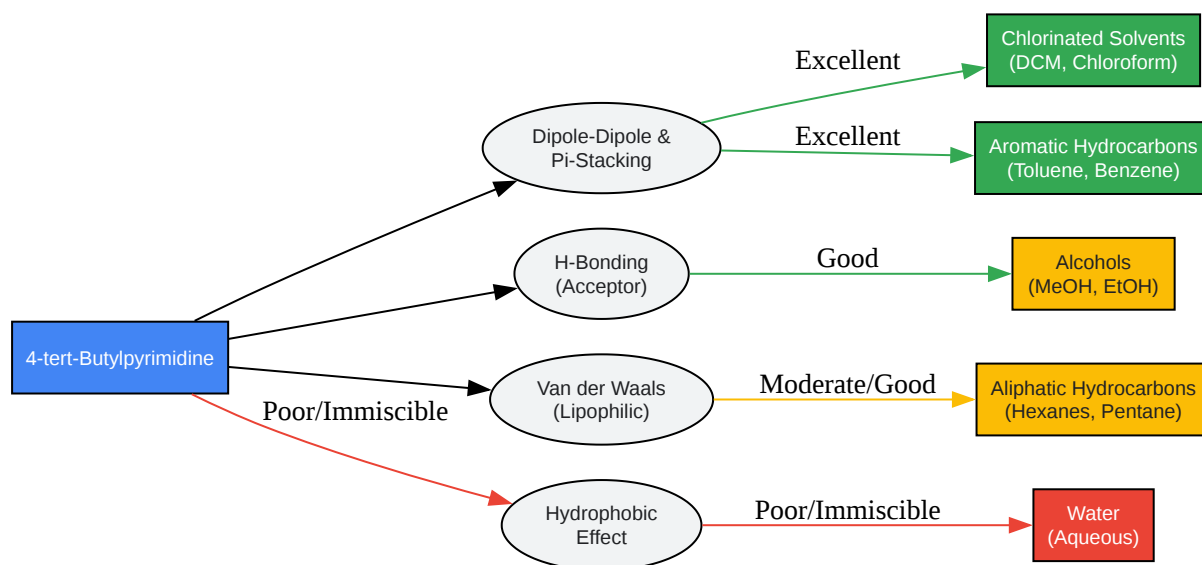 Chlorinated Solvents
(DCM, Chloroform)
Excellent
Dipole-Dipole &
Pi-Stacking
Excellent
Aromatic Hydrocarbons
(Toluene, Benzene)
H-Bonding
(Acceptor)
Good
Alcohols
(MeOH, EtOH)
4-tert-Butylpyrimidine
Van der Waals
(Lipophilic)
Moderate/Good
Aliphatic Hydrocarbons
(Hexanes, Pentane)
Poor/Immiscible
Hydrophobic
Effect
Poor/Immiscible
Water
(Aqueous)